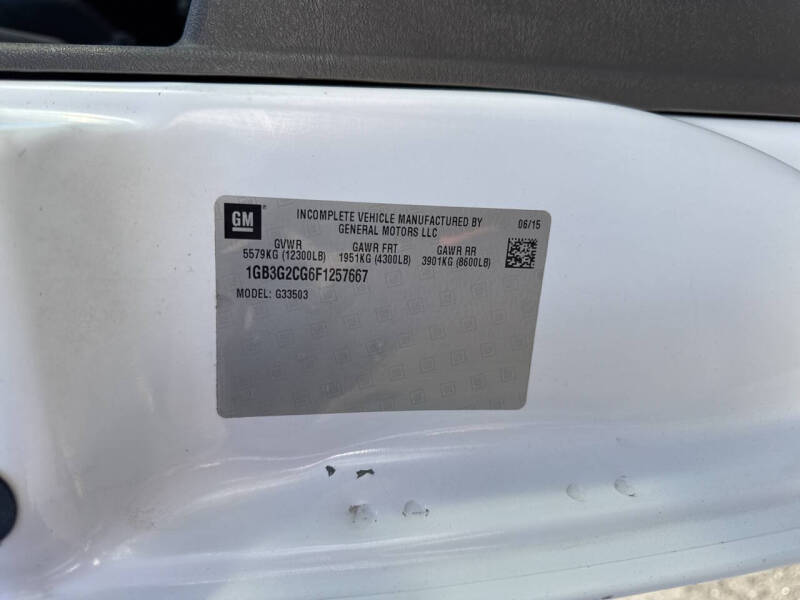 GM
INCOMPLETE VEHICLE MANUFACTURED BY
GENERAL MOTORS LLC
06/15
GVWR GAWR FRT GAWR RR
5579KG (12300LB) 1951KG (4300LB) 3901KG (8600LB)
1GB3G2CG6F1257667
MODEL: G33503